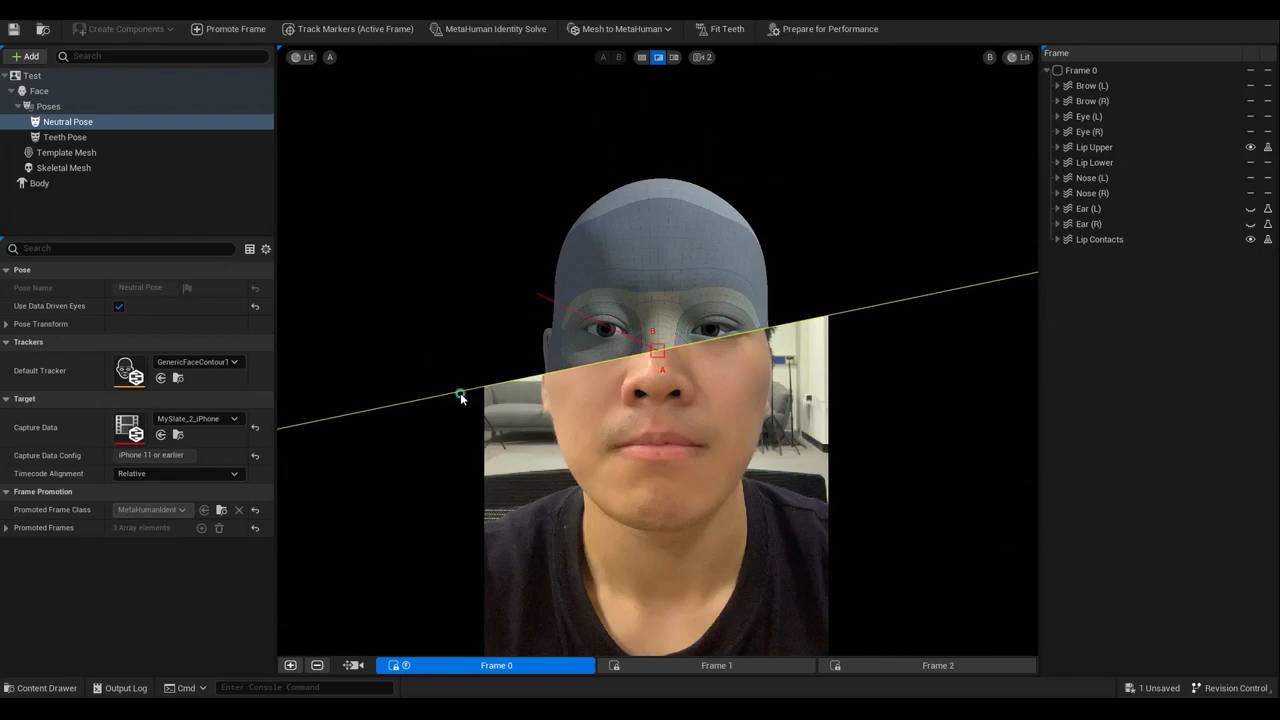 Create Components Promote Frame Track Markers (Active Frame) MetaHuman Identity Solve Mesh to MetaHuman Fit Teeth Prepare for Performance
Add Search
Test
Face
Poses
Neutral Pose
Teeth Pose
Template Mesh
Skeletal Mesh
Body
Search
Pose
Pose Name Neutral Pose
Use Data Driven Eyes
Pose Transform
Trackers
Default Tracker GenericFaceContourT
Target
Capture Data MySlate_2_iPhone
Capture Data Config iPhone 11 or earlier
Timecode Alignment Relative
Frame Promotion
Promoted Frame Class MetaHumanIdent
Promoted Frames 3 Array elements
Lit A A B 2 B Lit
B
A
Frame 0 Frame 1 Frame 2
Frame
Frame 0
Brow (L)
Brow (R)
Eye (L)
Eye (R)
Lip Upper
Lip Lower
Nose (L)
Nose (R)
Ear (L)
Ear (R)
Lip Contacts
Content Drawer Output Log Cmd Enter Console Command 1 Unsaved Revision Control